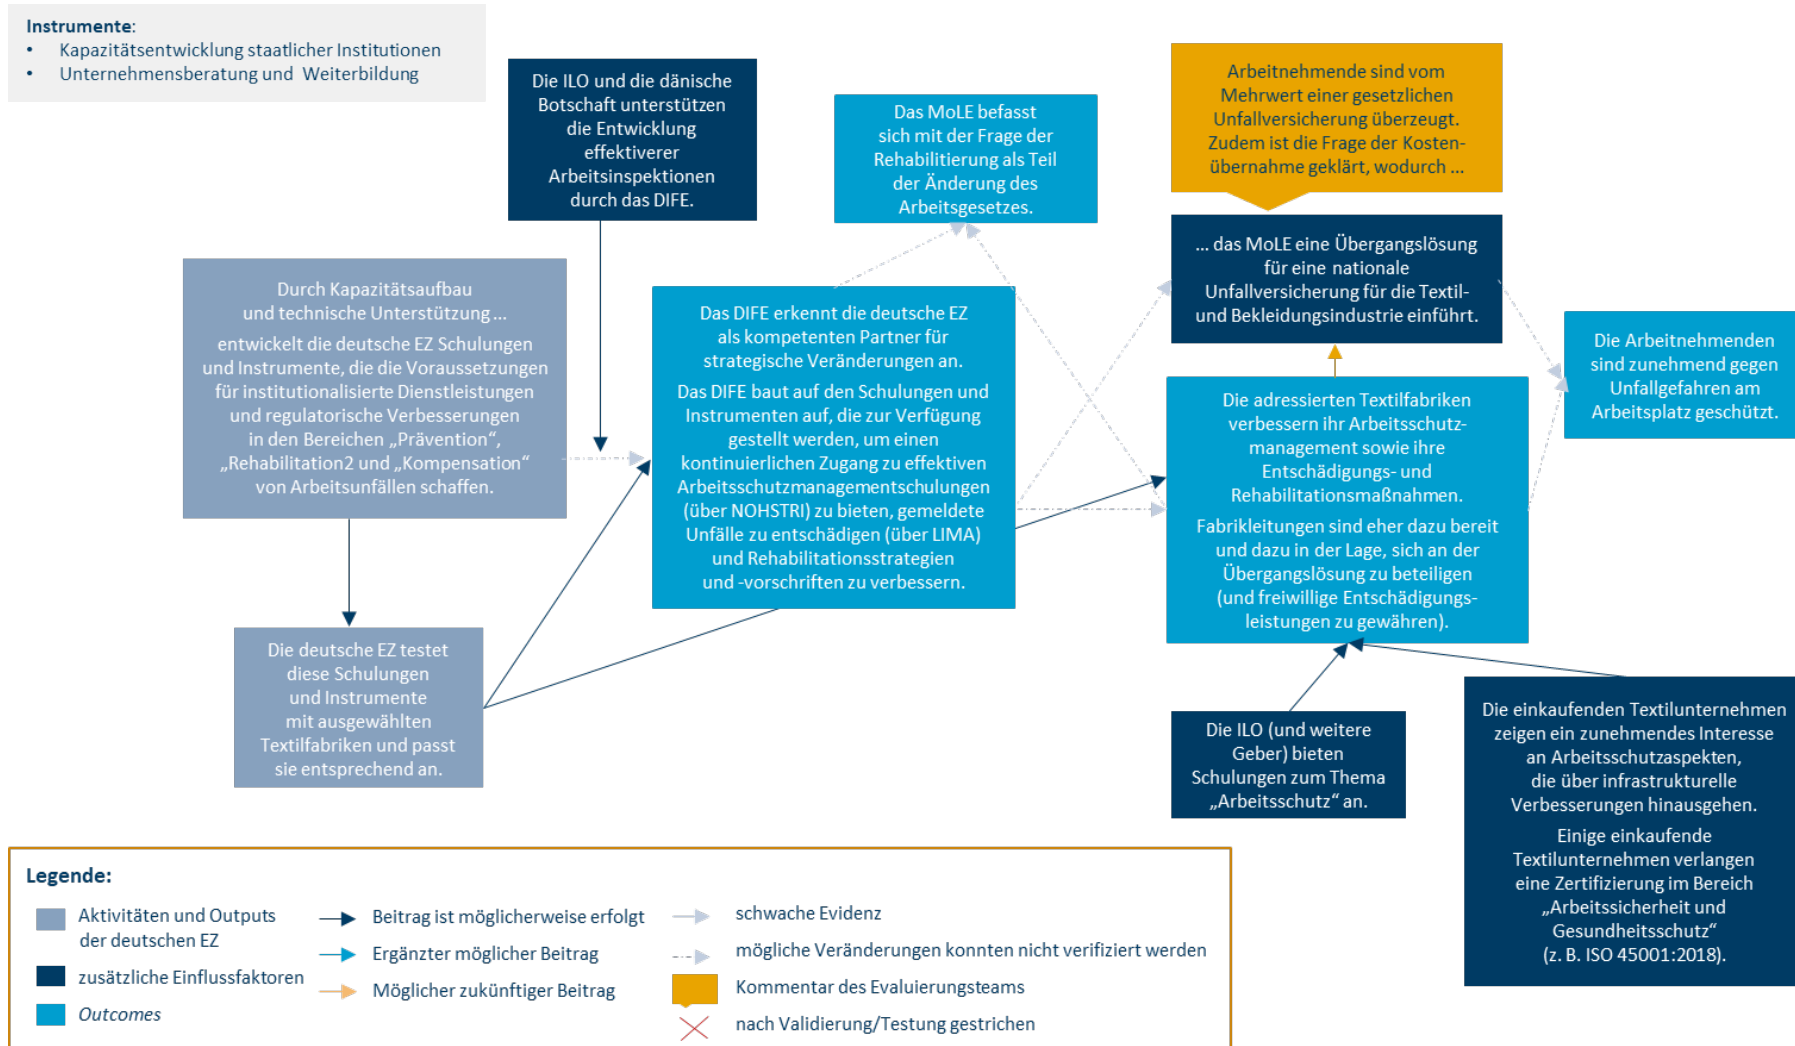 Instrumente:
• Kapazitätsentwicklung staatlicher Institutionen
• Unternehmensberatung und Weiterbildung
Die ILO und die dänische
Botschaft unterstützen
die Entwicklung
effektiverer
Arbeitsinspektionen
durch das DIFE.
Das MoLE befasst
sich mit der Frage der
Rehabilitierung als Teil
der Änderung des
Arbeitsgesetzes.
Arbeitnehmende sind vom
Mehrwert einer gesetzlichen
Unfallversicherung überzeugt.
Zudem ist die Frage der Kosten-
übernahme geklärt, wodurch ...
... das MoLE eine Übergangslösung
für eine nationale
Unfallversicherung für die Textil-
und Bekleidungsindustrie einführt.
Durch Kapazitätsaufbau
und technische Unterstützung ...
entwickelt die deutsche EZ Schulungen
und Instrumente, die die Voraussetzungen
für institutionalisierte Dienstleistungen
und regulatorische Verbesserungen
in den Bereichen „Prävention“,
„Rehabilitation2 und „Kompensation“
von Arbeitsunfällen schaffen.
Das DIFE erkennt die deutsche EZ
als kompetenten Partner für
strategische Veränderungen an.
Das DIFE baut auf den Schulungen und
Instrumenten auf, die zur Verfügung
gestellt werden, um einen
kontinuierlichen Zugang zu effektiven
Arbeitsschutzmanagementschulungen
(über NOHSTRI) zu bieten, gemeldete
Unfälle zu entschädigen (über LIMA)
und Rehabilitationsstrategien
und -vorschriften zu verbessern.
Die Arbeitnehmenden
sind zunehmend gegen
Unfallgefahren am
Arbeitsplatz geschützt.
Die adressierten Textilfabriken
verbessern ihr Arbeitsschutz-
management sowie ihre
Entschädigungs- und
Rehabilitationsmaßnahmen.
Fabrikleitungen sind eher dazu bereit
und dazu in der Lage, sich an der
Übergangslösung zu beteiligen
(und freiwillige Entschädigungs-
leistungen zu gewähren).
Die deutsche EZ testet
diese Schulungen
und Instrumente
mit ausgewählten
Textilfabriken und passt
sie entsprechend an.
Die ILO (und weitere
Geber) bieten
Schulungen zum Thema
„Arbeitsschutz“ an.
Die einkaufenden Textilunternehmen
zeigen ein zunehmendes Interesse
an Arbeitsschutzaspekten,
die über infrastrukturelle
Verbesserungen hinausgehen.
Einige einkaufende
Textilunternehmen verlangen
eine Zertifizierung im Bereich
„Arbeitssicherheit und
Gesundheitsschutz“
(z. B. ISO 45001:2018).
Legende:
Aktivitäten und Outputs
der deutschen EZ
zusätzliche Einflussfaktoren
Outcomes
Beitrag ist möglicherweise erfolgt
Ergänzter möglicher Beitrag
Möglicher zukünftiger Beitrag
schwache Evidenz
mögliche Veränderungen konnten nicht verifiziert werden
Kommentar des Evaluierungsteams
nach Validierung/Testung gestrichen